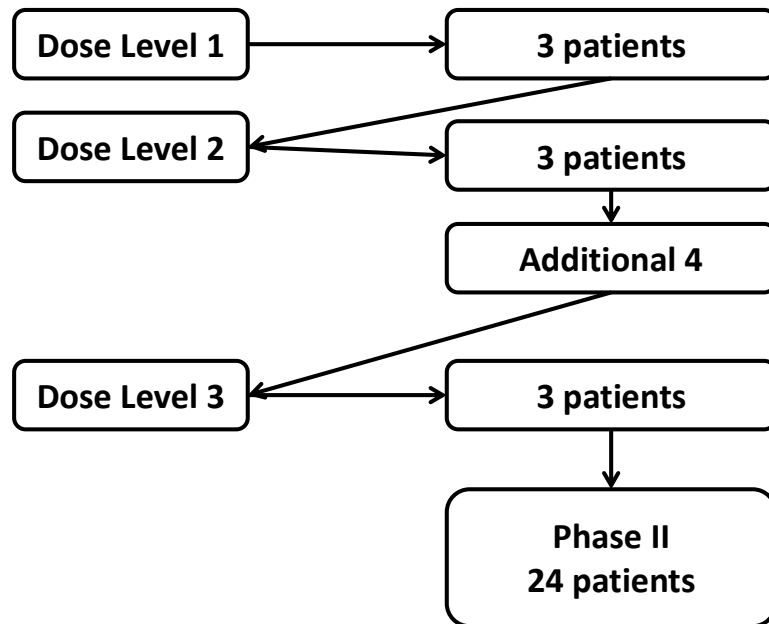 Dose Level 1
3 patients
Dose Level 2
3 patients
Additional 4
Dose Level 3
3 patients
Phase II
24 patients